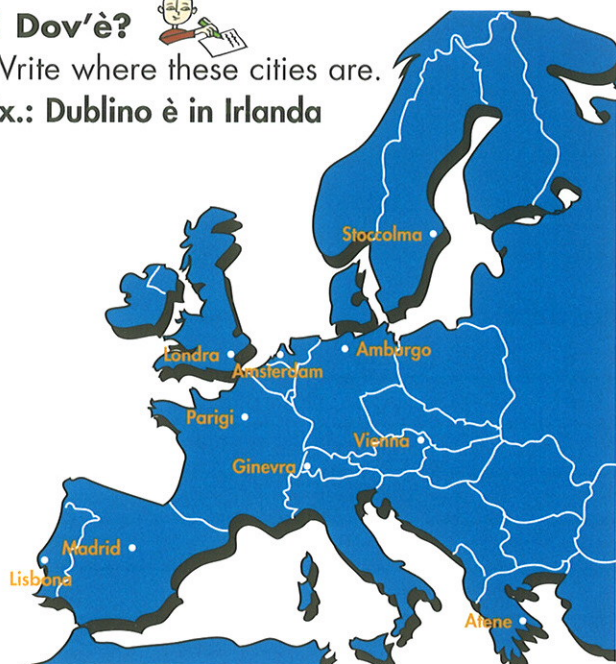 Dov'è?
Write where these cities are.
x.: Dublino è in Irlanda
Stoccolma
Londra
Amsterdam
Amburgo
Parigi
Vienna
Ginevra
Madrid
Lisbona
Atene